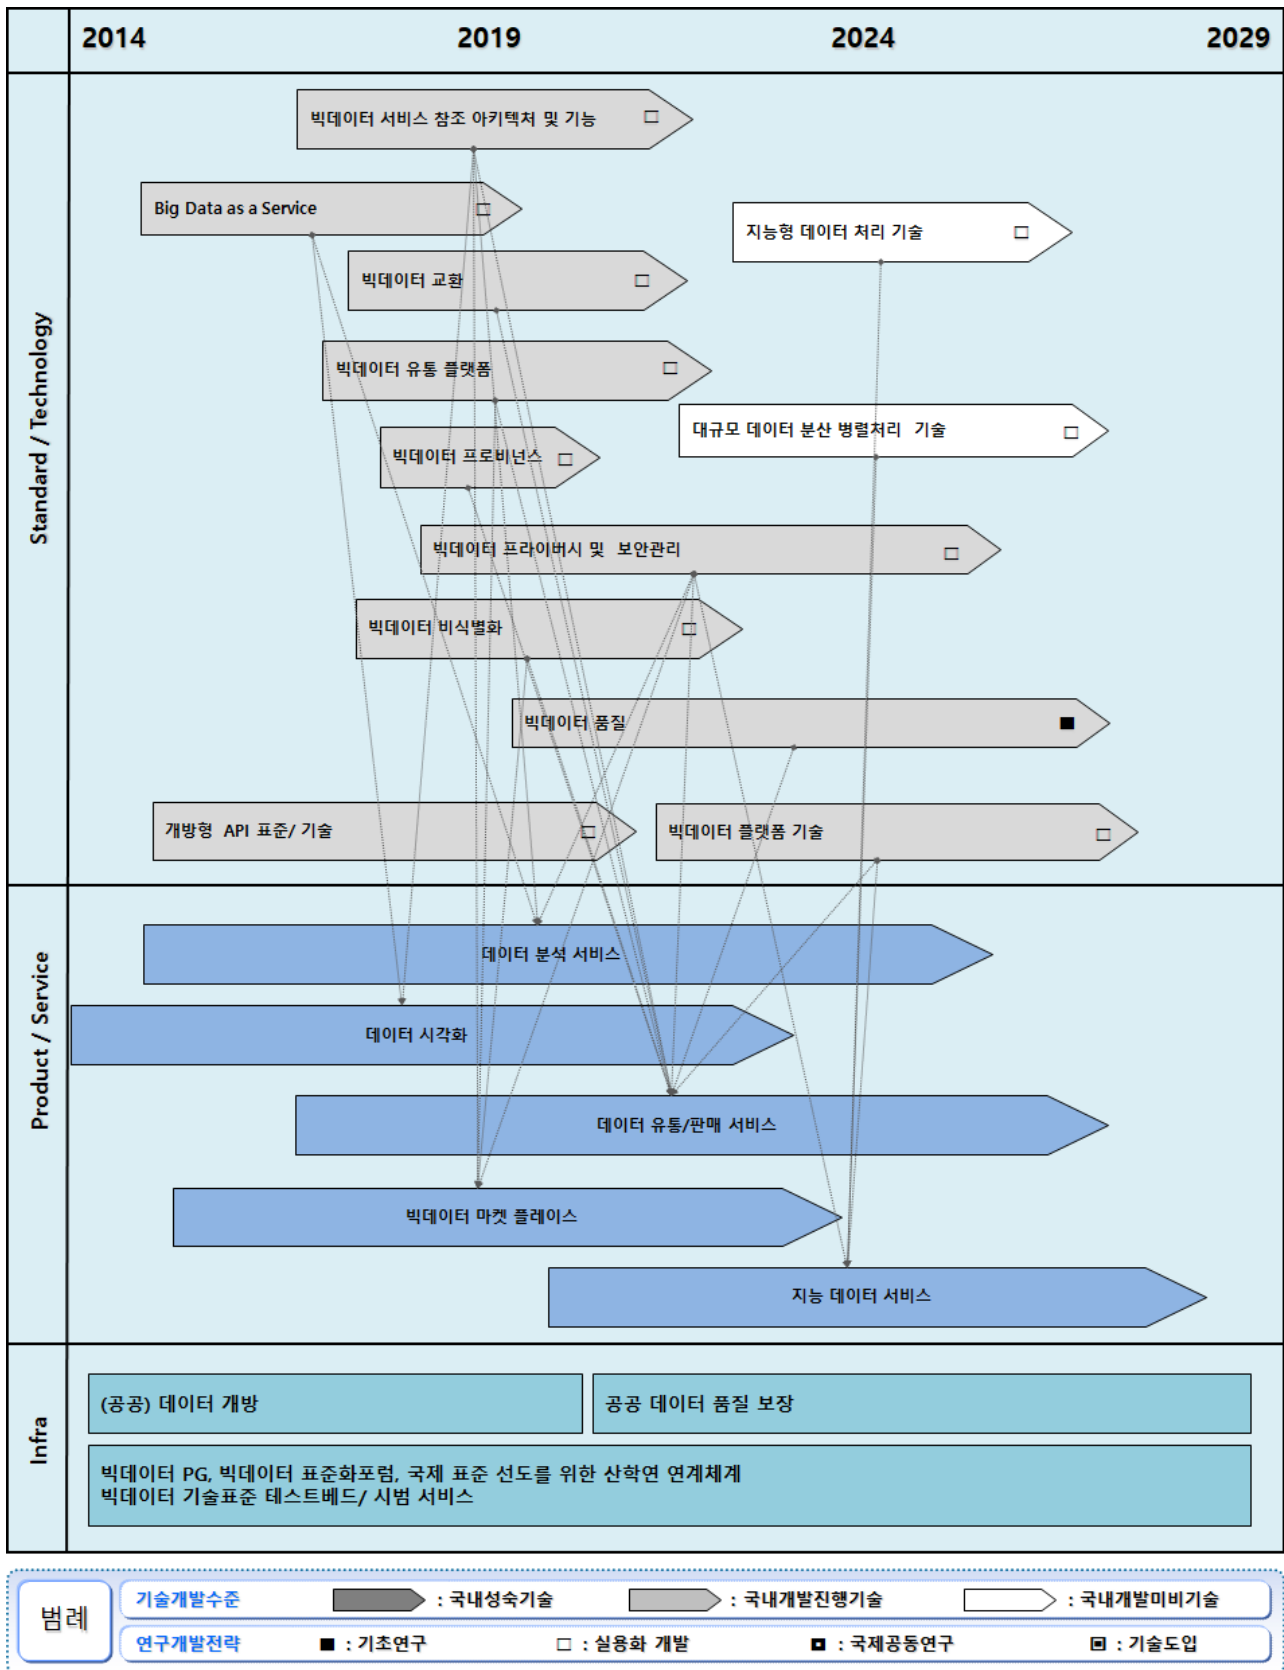 2014 2019 2024 2029
Standard / Technology
빅데이터 서비스 참조 아키텍처 및 기능 □
Big Data as a Service □
지능형 데이터 처리 기술 □
빅데이터 교환 □
빅데이터 유통 플랫폼 □
대규모 데이터 분산 병렬처리 기술 □
빅데이터 프로비넌스 □
빅데이터 프라이버시 및 보안관리 □
빅데이터 비식별화 □
빅데이터 품질 ■
개방형 API 표준/ 기술 □
빅데이터 플랫폼 기술 □
Product / Service
데이터 분석 서비스
데이터 시각화
데이터 유통/판매 서비스
빅데이터 마켓 플레이스
지능 데이터 서비스
Infra
(공공) 데이터 개방
공공 데이터 품질 보장
빅데이터 PG, 빅데이터 표준화포럼, 국제 표준 선도를 위한 산학연 연계체계
빅데이터 기술표준 테스트베드/ 시범 서비스
범례
기술개발수준 : 국내성숙기술 : 국내개발진행기술 : 국내개발미비기술
연구개발전략 ■ : 기초연구 □ : 실용화 개발 ◘ : 국제공동연구 ▣ : 기술도입